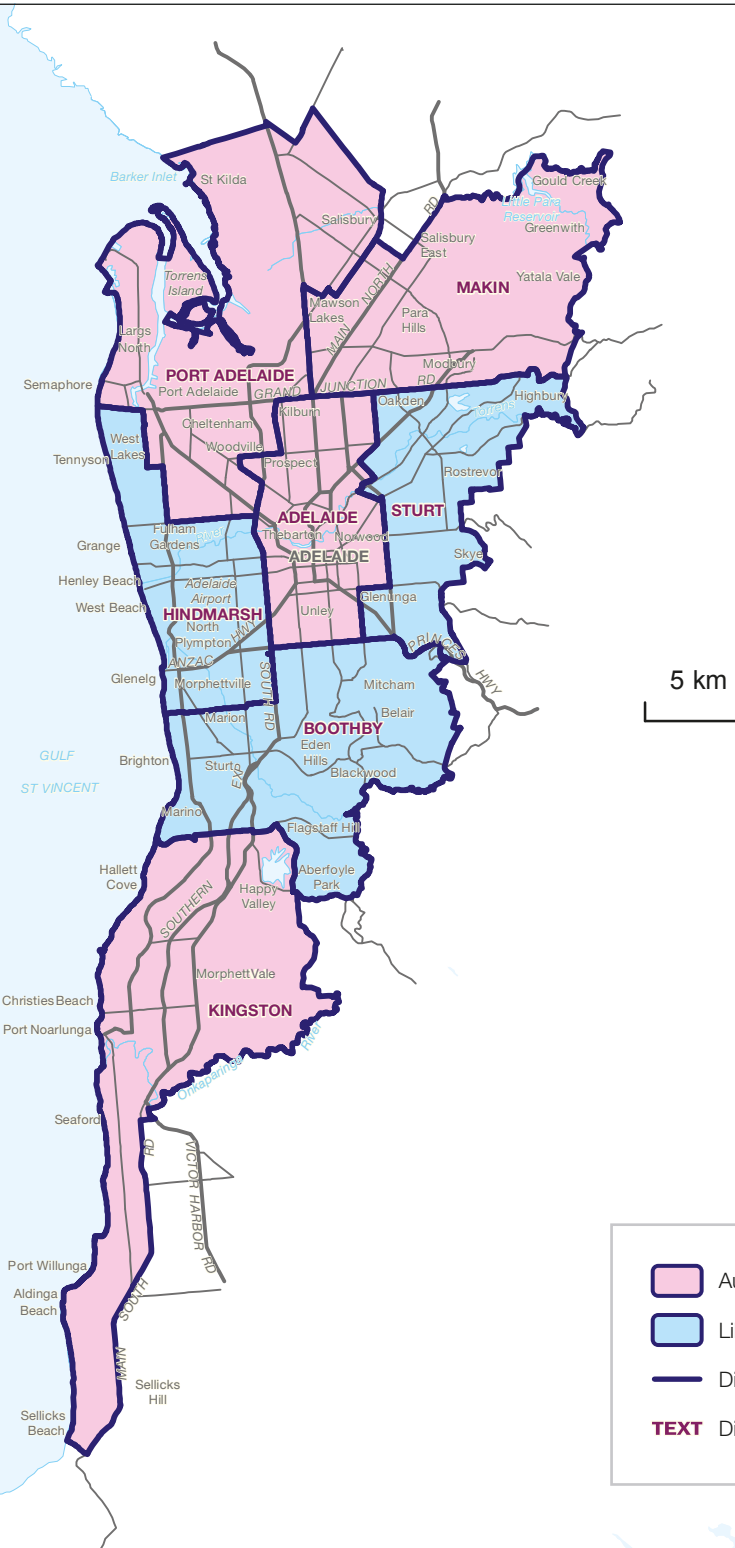 Barker Inlet
St Kilda
Gould Creek
Little Para
Reservoir
Greenwith
Salisbury
RD
Salisbury
East
Torrens
Island
Yatala Vale
NORTH
MAKIN
Mawson
Lakes
Para
Hills
Largs
North
MAIN
Modbury
PORT ADELAIDE
Semaphore
Port Adelaide
GRAND
JUNCTION
RD
Oakden
Highbury
Kilburn
Torrens
Cheltenham
West
Lakes
Woodville
Tennyson
Prospect
Rostrevor
ADELAIDE
STURT
Fulham
Gardens
River
Thebarton
Norwood
Grange
ADELAIDE
Skye
Henley Beach
Adelaide
Airport
West Beach
Glenunga
HINDMARSH
Unley
North
Plympton
HWY
PRINCES
ANZAC
HWY
Glenelg
Morphettville
SOUTH RD
Mitcham
Marion
Belair
BOOTHBY
GULF
ST VINCENT
Brighton
Sturt
EXP
Eden
Hills
Blackwood
Marino
Flagstaff Hill
Hallett
Cove
Aberfoyle
Park
SOUTHERN
Happy
Valley
Morphett Vale
Christies Beach
KINGSTON
Port Noarlunga
Onkaparinga
River
Seaford
RD
VICTOR HARBOR RD
Port Willunga
Aldinga
Beach
SOUTH
MAIN
Sellicks
Hill
Sellicks
Beach
5 km
Au
Li
Di
TEXT Di